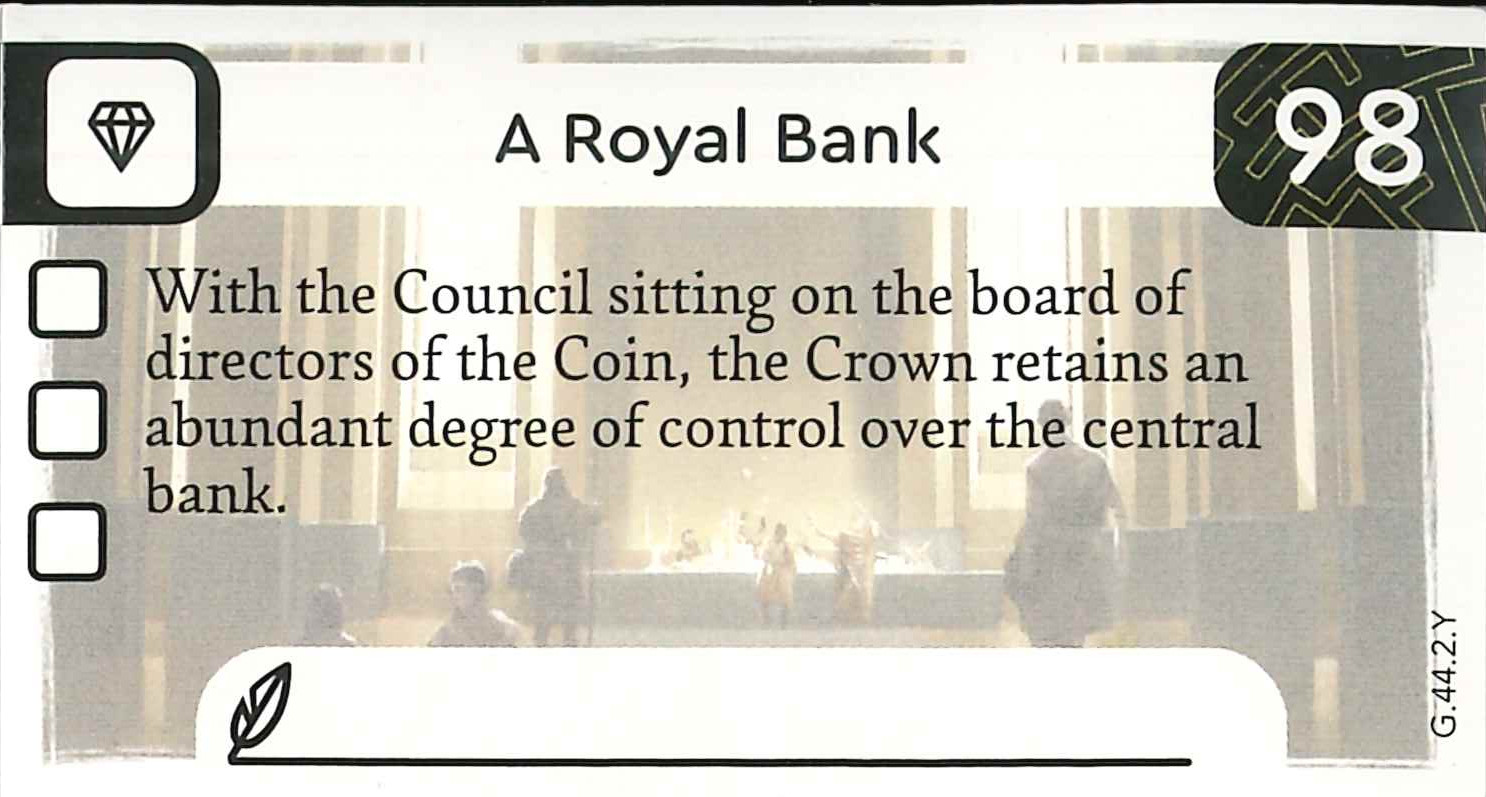 A Royal Bank
98
With the Council sitting on the board of
directors of the Coin, the Crown retains an
abundant degree of control over the central
bank.
G.44.2.Y